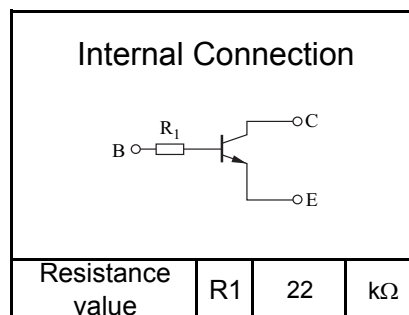 Internal Connection
R1
C
B
E
Resistance value R1 22 kΩ